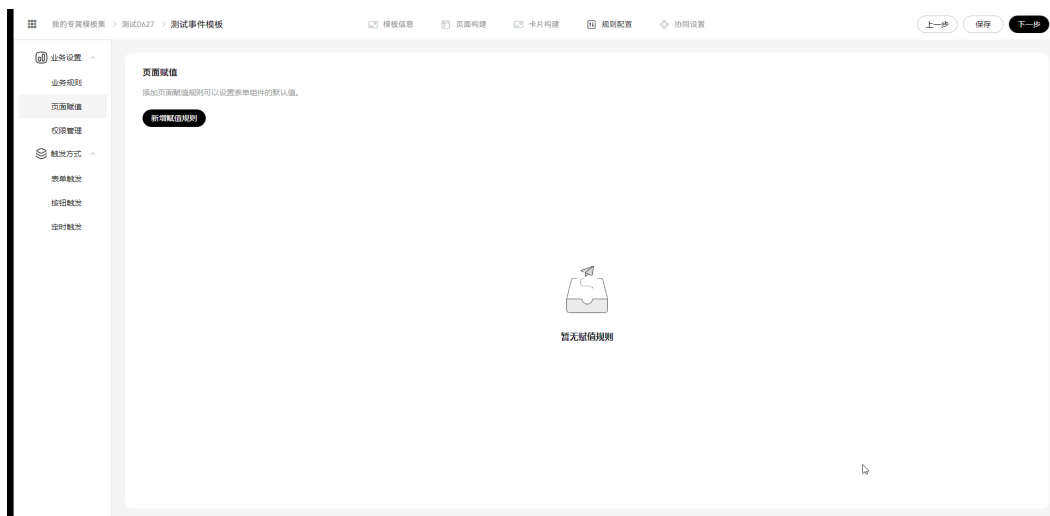 我的专属模板集 > 测试0627 > 测试事件模板
模板信息
页面构建
卡片构建
规则配置
协同设置
上一步
保存
下一步
业务设置
业务规则
页面赋值
权限管理
触发方式
表单触发
按钮触发
定时触发
页面赋值
添加页面赋值规则可以设置表单组件的默认值。
新增赋值规则
暂无赋值规则